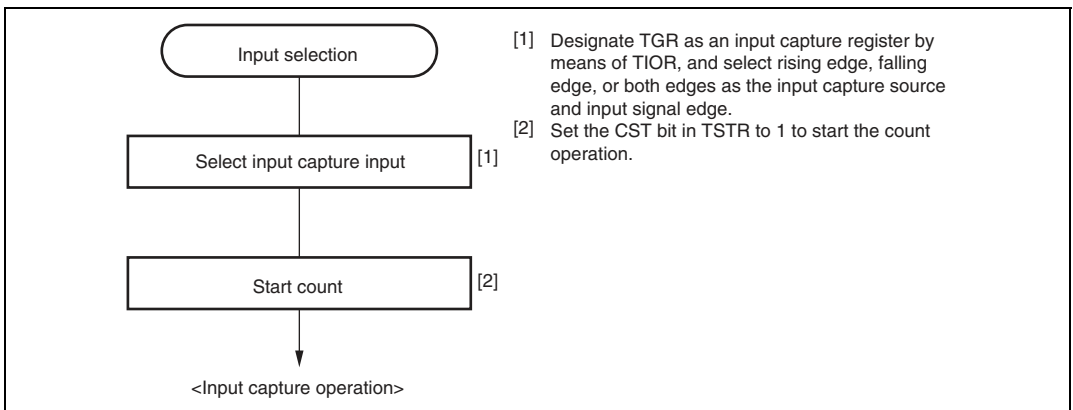 Input selection
[1] Designate TGR as an input capture register by
means of TIOR, and select rising edge, falling
edge, or both edges as the input capture source
and input signal edge.
[2] Set the CST bit in TSTR to 1 to start the count
operation.
Select input capture input [1]
Start count [2]
<Input capture operation>